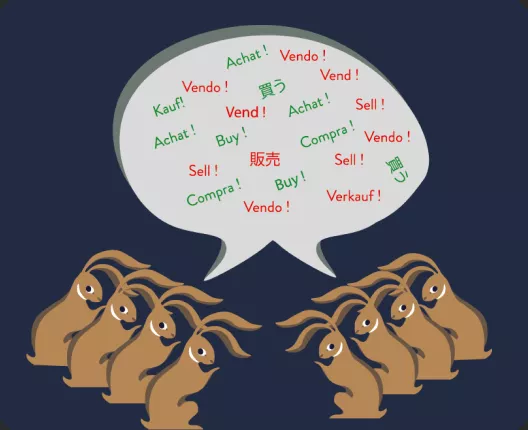 Achat !
Vendo !
Vend !
Vendo !
買う
Kauf!
Vend !
Achat !
Sell !
Achat !
Buy !
Compra !
Vendo !
販売
Sell !
Sell !
買う
Compra !
Buy !
Verkauf !
Vendo !